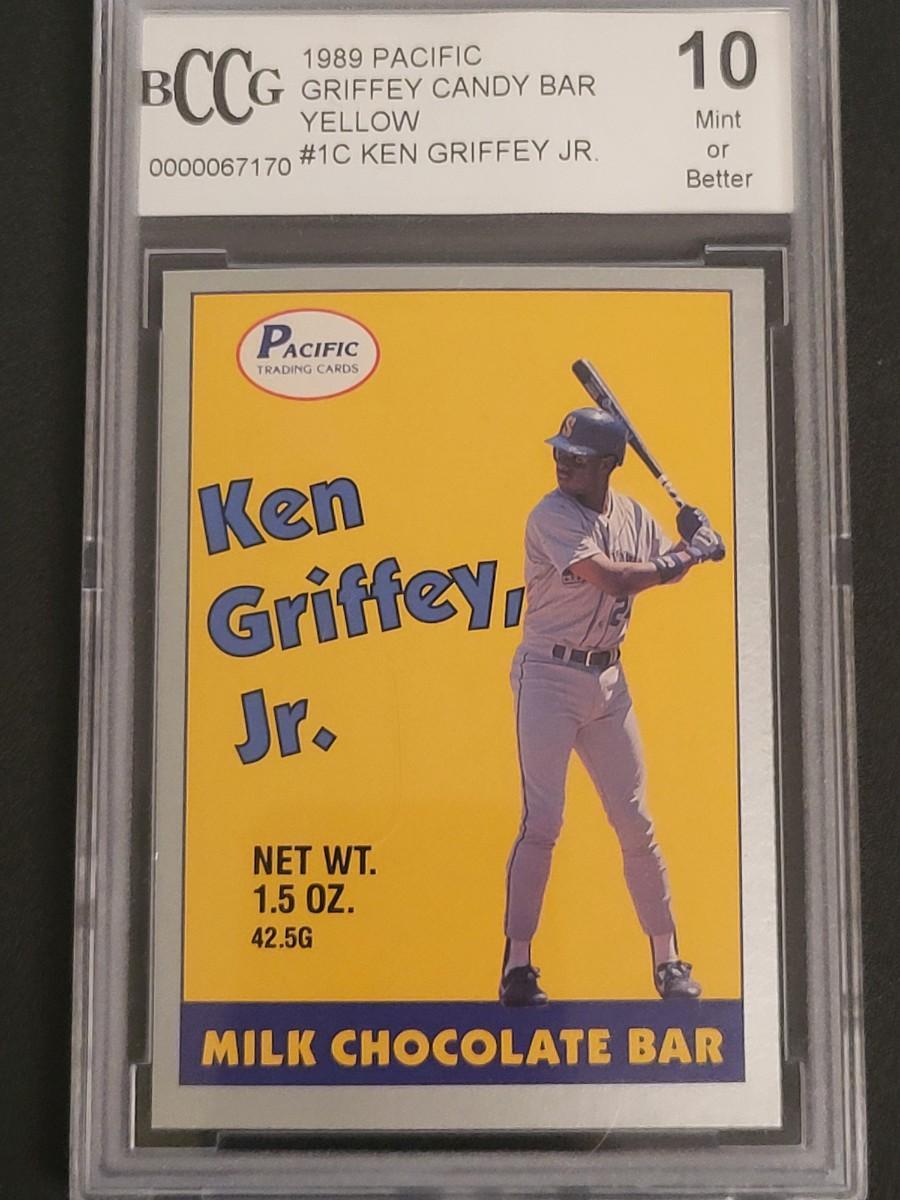 BCCG
1989 PACIFIC
GRIFFEY CANDY BAR
YELLOW
#1C KEN GRIFFEY JR.
0000067170
10
Mint
or
Better
PACIFIC
TRADING CARDS
S
Ken
Griffey,
Jr.
2
NET WT.
1.5 OZ.
42.5G
MILK CHOCOLATE BAR